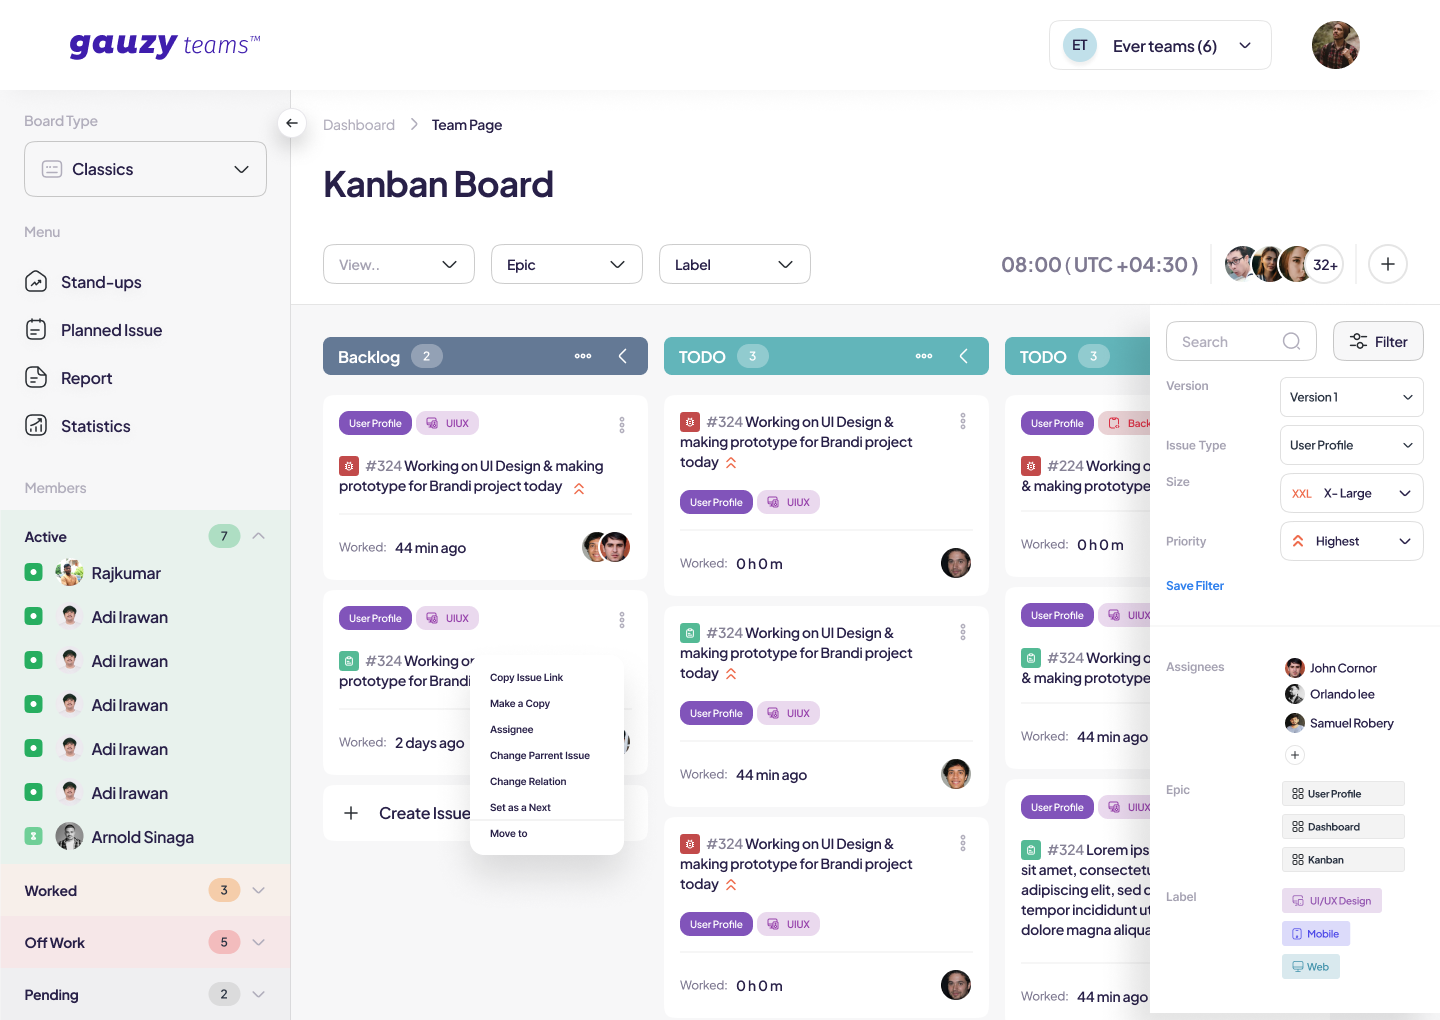 gauzy teams™
ET Ever teams (6)
Board Type
Classics
Menu
Stand-ups
Planned Issue
Report
Statistics
Members
Active 7
Rajkumar
Adi Irawan
Adi Irawan
Adi Irawan
Adi Irawan
Adi Irawan
Arnold Sinaga
Worked 3
Off Work 5
Pending 2
Dashboard > Team Page
Kanban Board
View..
Epic
Label
08:00 ( UTC +04:30 )
32+
Backlog 2
User Profile UIUX
#324 Working on UI Design & making
prototype for Brandi project today
Worked: 44 min ago
User Profile UIUX
#324 Working or
prototype for Brandi
Worked: 2 days ago
Create Issue
Copy Issue Link
Make a Copy
Assignee
Change Parrent Issue
Change Relation
Set as a Next
Move to
TODO 3
#324 Working on UI Design &
making prototype for Brandi project
today
User Profile UIUX
Worked: 0 h 0 m
#324 Working on UI Design &
making prototype for Brandi project
today
User Profile UIUX
Worked: 44 min ago
#324 Working on UI Design &
making prototype for Brandi project
today
User Profile UIUX
Worked: 0 h 0 m
TODO 3
User Profile Back
#224 Working o
& making prototype
Worked: 0 h 0 m
User Profile UIUX
#324 Working o
& making prototype
Worked: 44 min ago
User Profile UIUX
#324 Lorem ips
sit amet, consectetu
adipiscing elit, sed d
tempor incididunt ut
dolore magna aliqua
Worked: 44 min ago
Search
Filter
Version
Version 1
Issue Type
User Profile
Size
XXL X- Large
Priority
Highest
Save Filter
Assignees
John Cornor
Orlando lee
Samuel Robery
Epic
User Profile
Dashboard
Kanban
Label
UI/UX Design
Mobile
Web